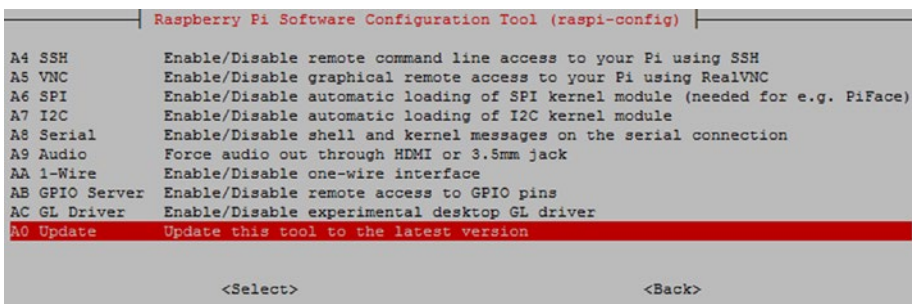 Raspberry Pi Software Configuration Tool (raspi-config)
A4 SSH Enable/Disable remote command line access to your Pi using SSH
A5 VNC Enable/Disable graphical remote access to your Pi using RealVNC
A6 SPI Enable/Disable automatic loading of SPI kernel module (needed for e.g. PiFace)
A7 I2C Enable/Disable automatic loading of I2C kernel module
A8 Serial Enable/Disable shell and kernel messages on the serial connection
A9 Audio Force audio out through HDMI or 3.5mm jack
AA 1-Wire Enable/Disable one-wire interface
AB GPIO Server Enable/Disable remote access to GPIO pins
AC GL Driver Enable/Disable experimental desktop GL driver
A0 Update Update this tool to the latest version
<Select> <Back>